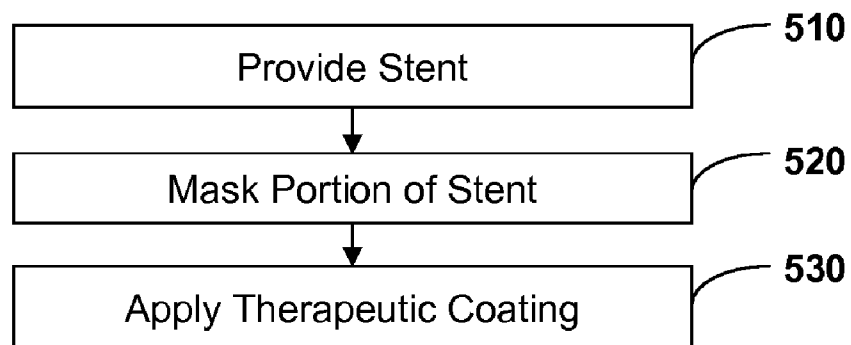 510
Provide Stent
520
Mask Portion of Stent
530
Apply Therapeutic Coating